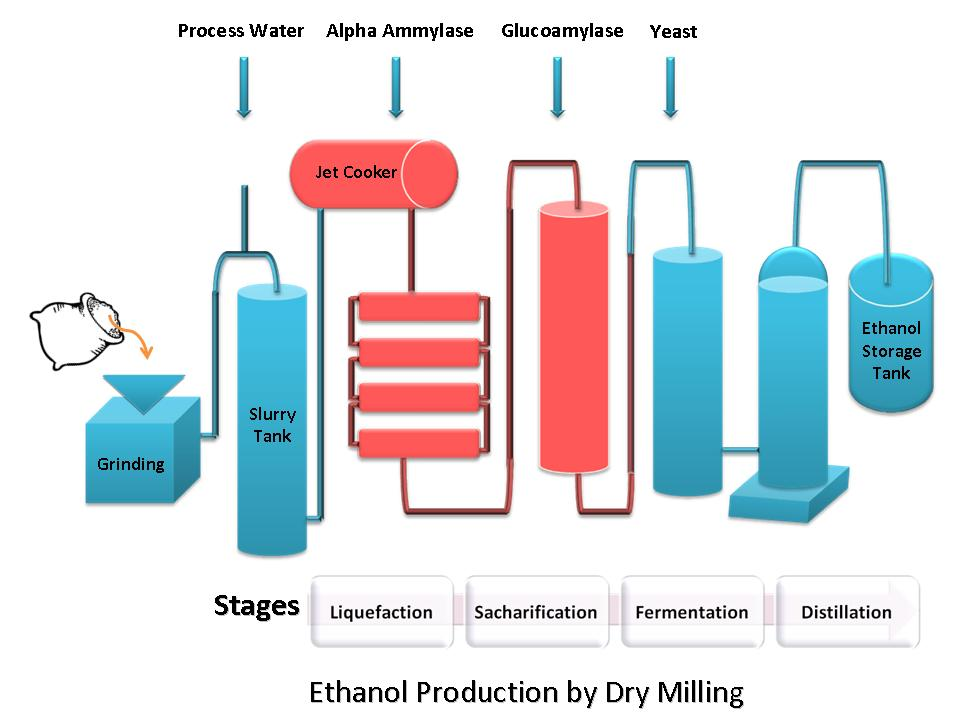 Process Water
Alpha Ammylase
Glucoamylase
Yeast
Jet Cooker
Grinding
Slurry
Tank
Ethanol
Storage
Tank
Stages
Liquefaction
Sacharification
Fermentation
Distillation
Ethanol Production by Dry Milling